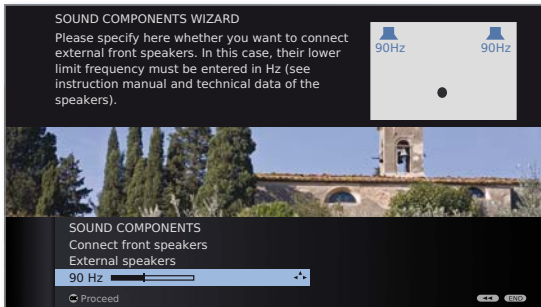 SOUND COMPONENTS WIZARD
Please specify here whether you want to connect
external front speakers. In this case, their lower
limit frequency must be entered in Hz (see
instruction manual and technical data of the
speakers).
90Hz 90Hz
SOUND COMPONENTS
Connect front speakers
External speakers
90 Hz
OK Proceed
END